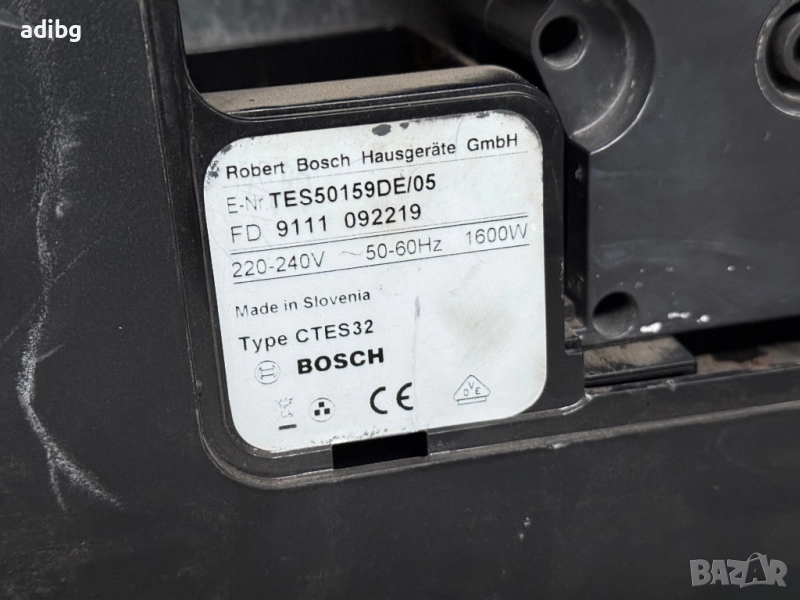 adibg
Robert Bosch Hausgeräte GmbH
E-Nr TES50159DE/05
FD 9111 092219
220-240V ~50-60Hz 1600W
Made in Slovenia
Type CTES32
BOSCH
CE
DVE
BAZAR